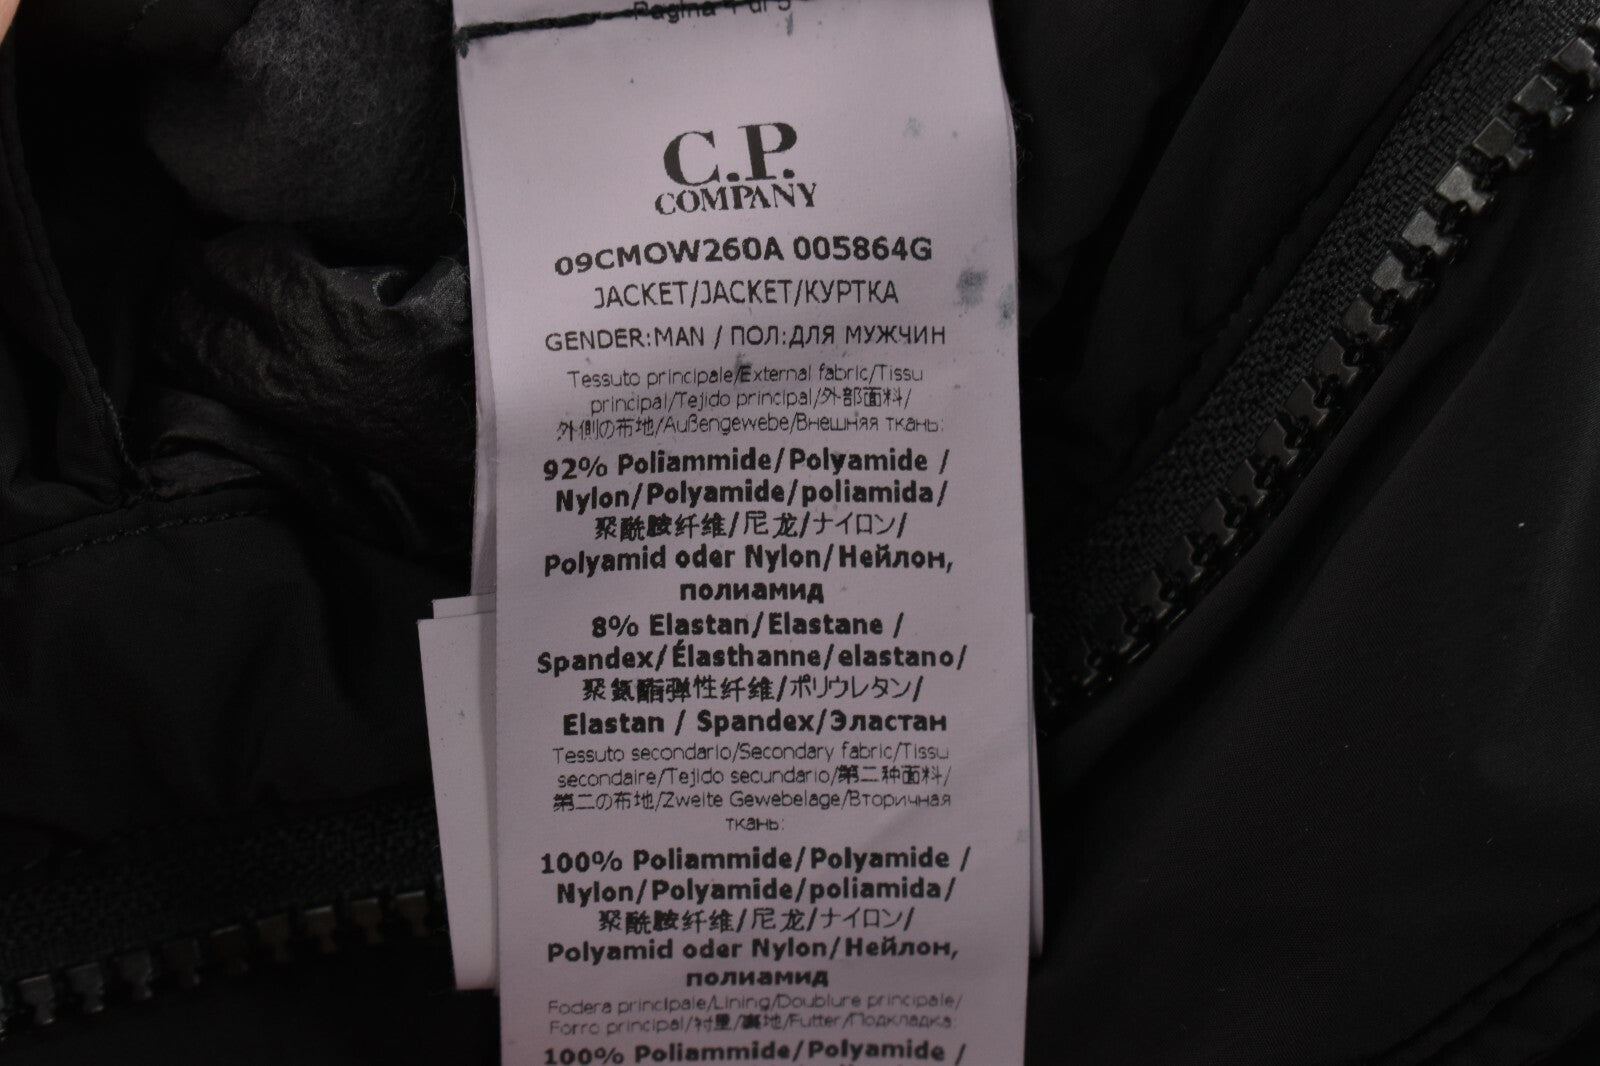 Pagina 4 di 5
C.P.
COMPANY
09CMOW260A 005864G
JACKET/JACKET/КУРТКА
GENDER:MAN / ПОЛ:ДЛЯ МУЖЧИН
Tessuto principale/External fabric/Tissu
principal/Tejido principal/外部面料/
外側の布地/Außengewebe/Внешняя ткань:
92% Poliammide/Polyamide /
Nylon/Polyamide/poliamida/
聚酰胺纤维/尼龙/ナイロン/
Polyamid oder Nylon/Нейлон,
полиамид
8% Elastan/Elastane /
Spandex/Élasthanne/elastano/
聚氨酯弹性纤维/ポリウレタン/
Elastan / Spandex/Эластан
Tessuto secondario/Secondary fabric/Tissu
secondaire/Tejido secundario/第二种面料/
第二の布地/Zweite Gewebelage/Вторичная
ткань:
100% Poliammide/Polyamide /
Nylon/Polyamide/poliamida/
聚酰胺纤维/尼龙/ナイロン/
Polyamid oder Nylon/Нейлон,
полиамид
Fodera principale/Lining/Doublure principale/
Forro principal/衬里/裏地/Futter/Подкладка:
100% Poliammide/Polyamide /